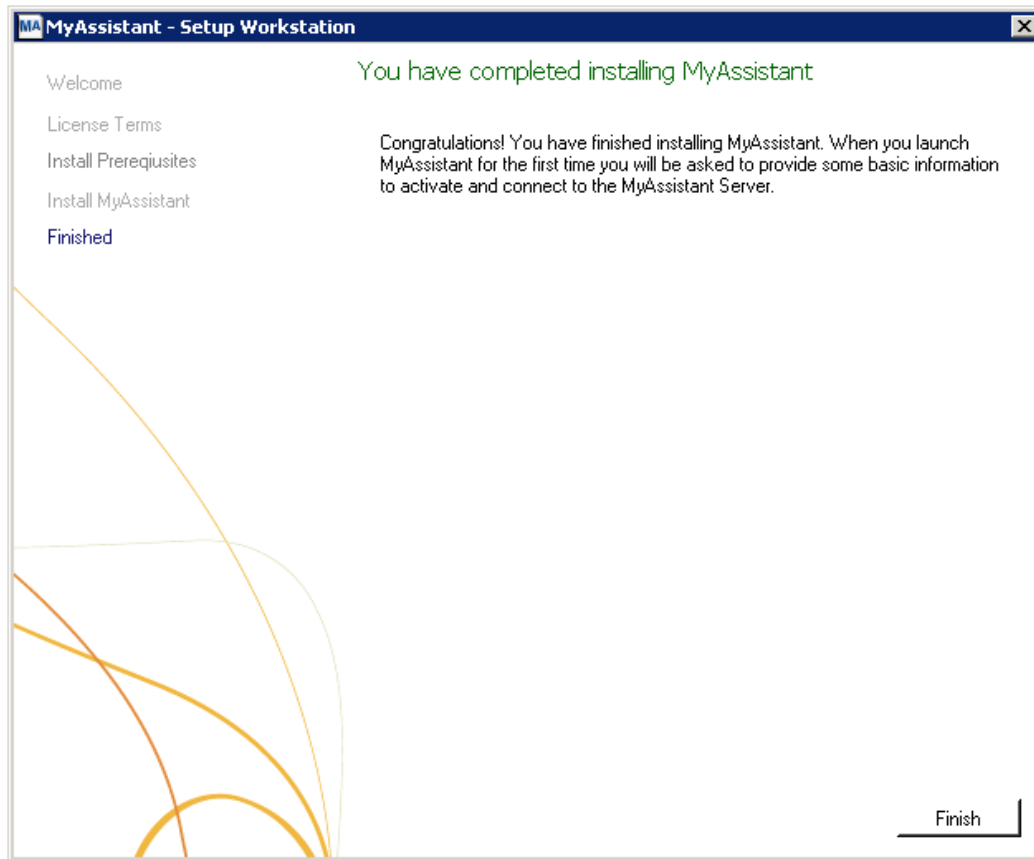 MA MyAssistant - Setup Workstation
Welcome
License Terms
Install Prereqiusites
Install MyAssistant
Finished
You have completed installing MyAssistant
Congratulations! You have finished installing MyAssistant. When you launch
MyAssistant for the first time you will be asked to provide some basic information
to activate and connect to the MyAssistant Server.
Finish